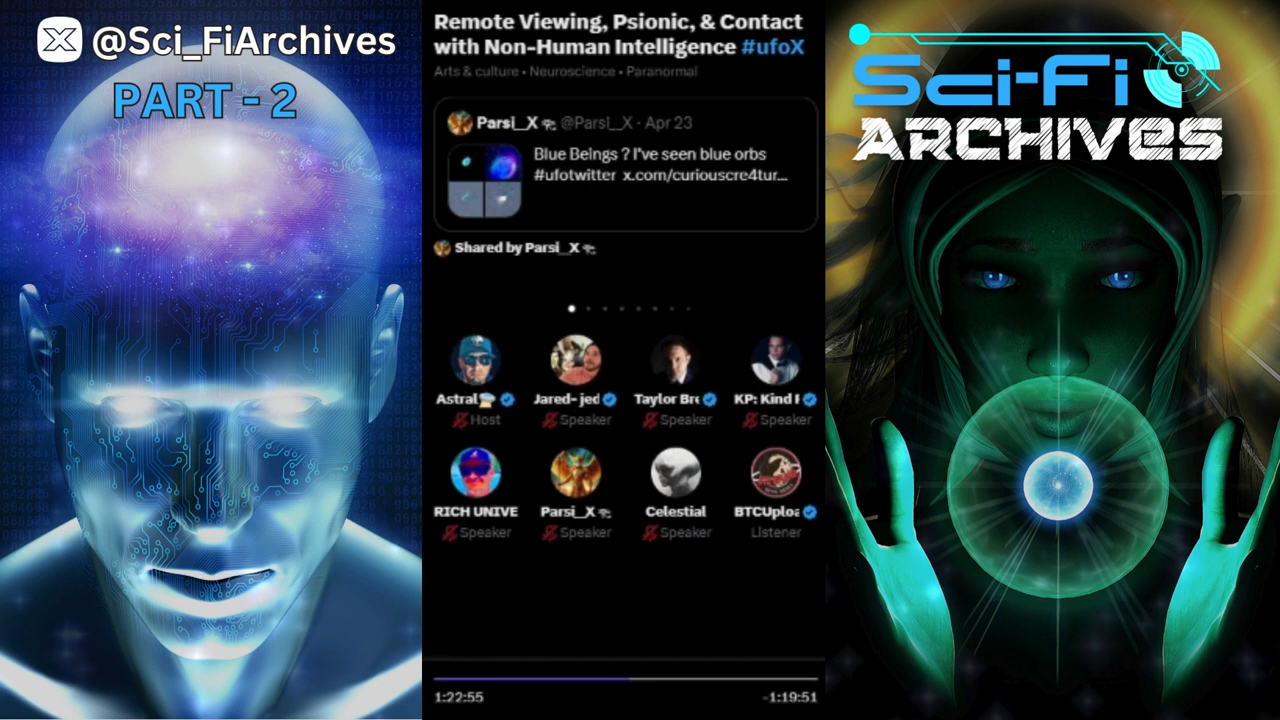 @Sci_FiArchives
PART - 2
Remote Viewing, Psionic, & Contact
with Non-Human Intelligence #ufoX
Arts & culture • Neuroscience • Paranormal
Parsi_X @Parsi_X · Apr 23
Blue Beings ? I've seen blue orbs
#ufotwitter x.com/curiouscre4tur...
Shared by Parsi_X
Astral Jared- jed Taylor Bre KP: Kind F
Host Speaker Speaker Speaker
RICH UNIVE Parsi_X Celestial BTCUploa
Speaker Speaker Speaker Listener
1:22:55 -1:19:51
Sci-Fi
ARCHIVES